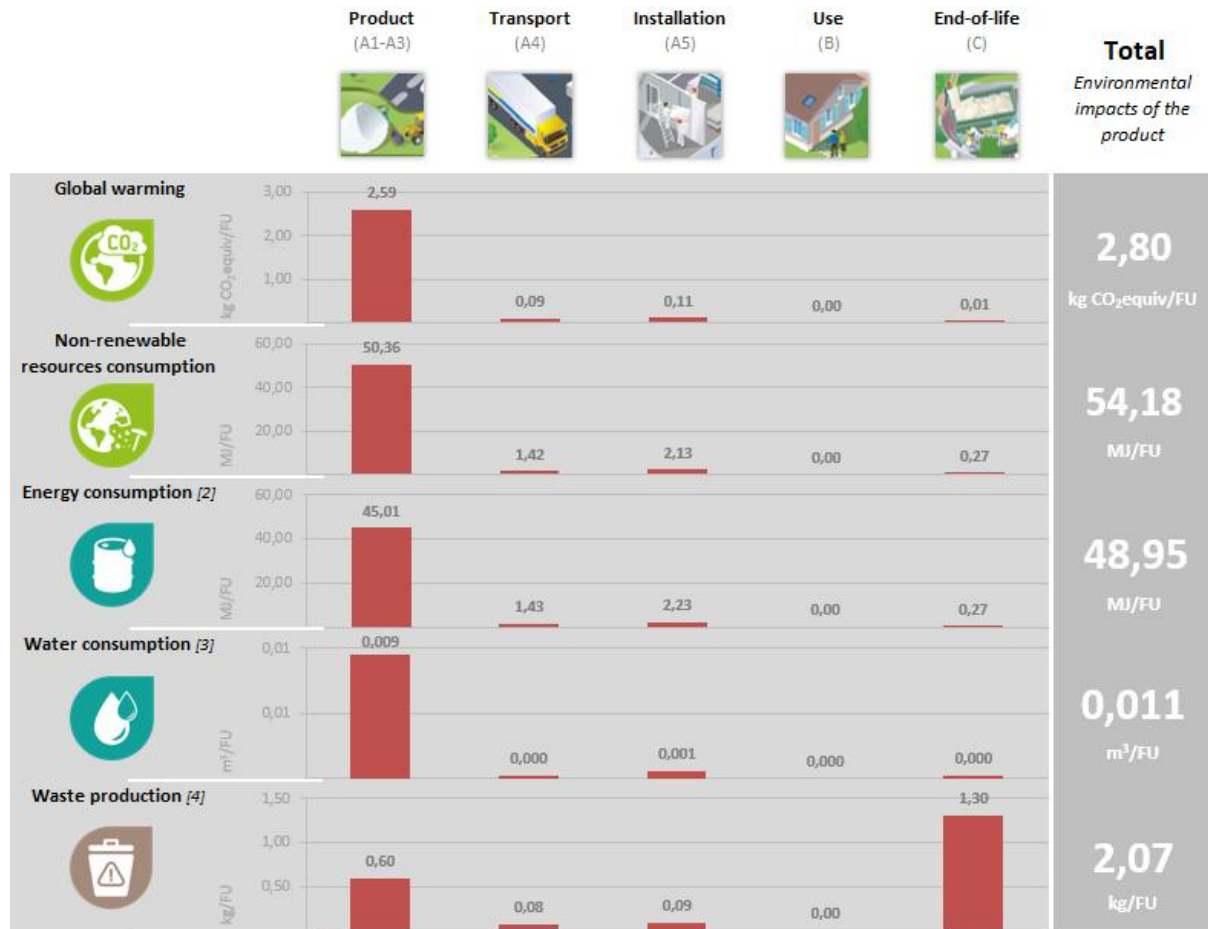 Product
(A1-A3)
Transport
(A4)
Installation
(A5)
Use
(B)
End-of-life
(C)
Total
Environmental
impacts of the
product
Global warming
CO₂
kg CO₂equiv/FU
3,00
2,00
1,00
2,59
0,09
0,11
0,00
0,01
2,80
kg CO₂equiv/FU
Non-renewable
resources consumption
MJ/FU
60,00
40,00
20,00
50,36
1,42
2,13
0,00
0,27
54,18
MJ/FU
Energy consumption [2]
MJ/FU
60,00
40,00
20,00
45,01
1,43
2,23
0,00
0,27
48,95
MJ/FU
Water consumption [3]
m³/FU
0,01
0,01
0,009
0,000
0,001
0,000
0,000
0,011
m³/FU
Waste production [4]
kg/FU
1,50
1,00
0,50
0,60
0,08
0,09
0,00
1,30
2,07
kg/FU